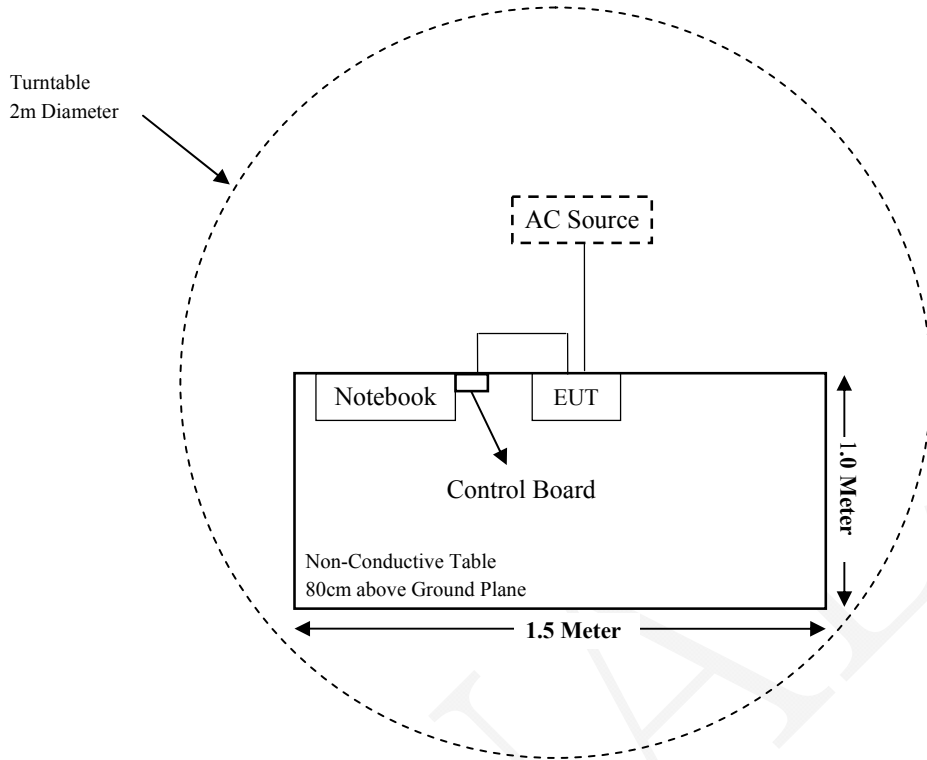 Turntable
2m Diameter
AC Source
Notebook
EUT
Control Board
1.0 Meter
Non-Conductive Table
80cm above Ground Plane
1.5 Meter